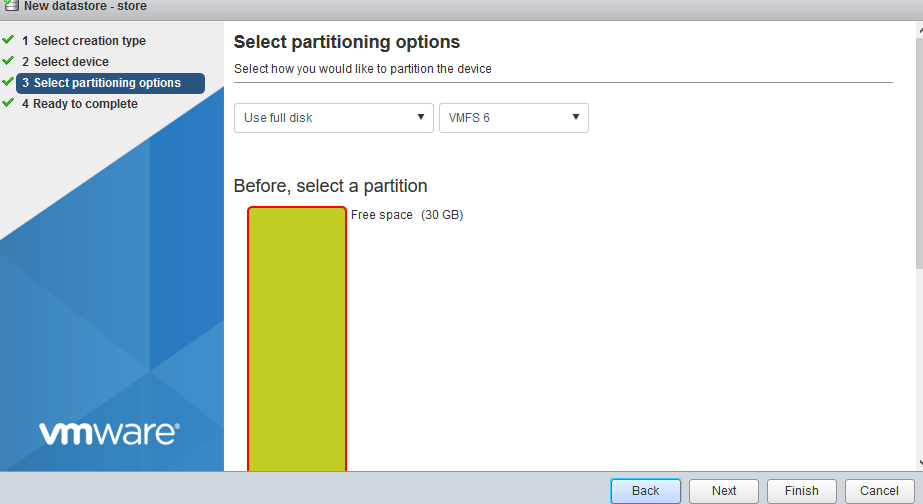 New datastore - store
1 Select creation type
2 Select device
3 Select partitioning options
4 Ready to complete
Select partitioning options
Select how you would like to partition the device
Use full disk
VMFS 6
Before, select a partition
Free space (30 GB)
vmware®
Back
Next
Finish
Cancel